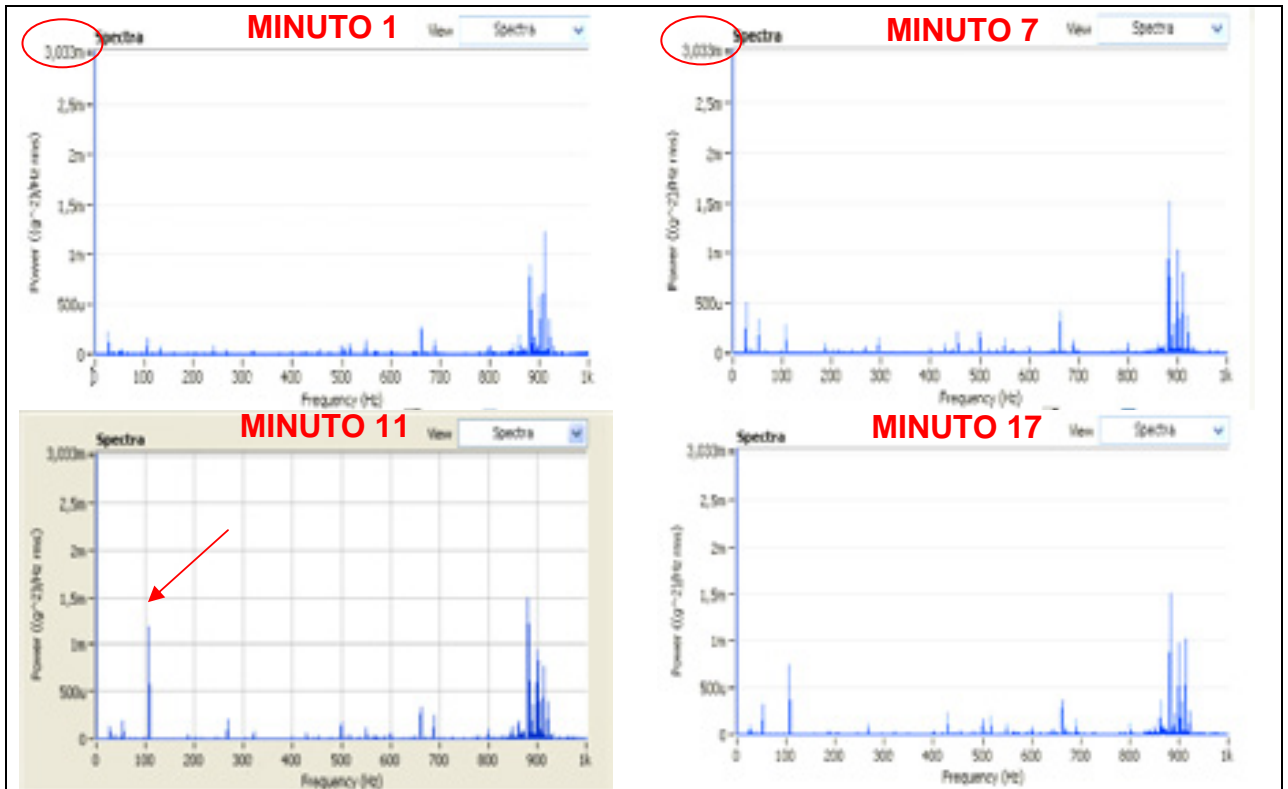 MINUTO 1
Spectra
View Spectra
3,033m
2,5m
2m
1,5m
1m
500u
0
Power ((g^2)/Hz rms)
0 100 200 300 400 500 600 700 800 900 1k
Frequency (Hz)
MINUTO 7
Spectra
View Spectra
3,033m
2,5m
2m
1,5m
1m
500u
0
Power ((g^2)/Hz rms)
0 100 200 300 400 500 600 700 800 900 1k
Frequency (Hz)
MINUTO 11
Spectra
View Spectra
3,033m
2,5m
2m
1,5m
1m
500u
0
Power ((g^2)/Hz rms)
0 100 200 300 400 500 600 700 800 900 1k
Frequency (Hz)
MINUTO 17
Spectra
View Spectra
3,033m
2,5m
2m
1,5m
1m
500u
0
Power ((g^2)/Hz rms)
0 100 200 300 400 500 600 700 800 900 1k
Frequency (Hz)